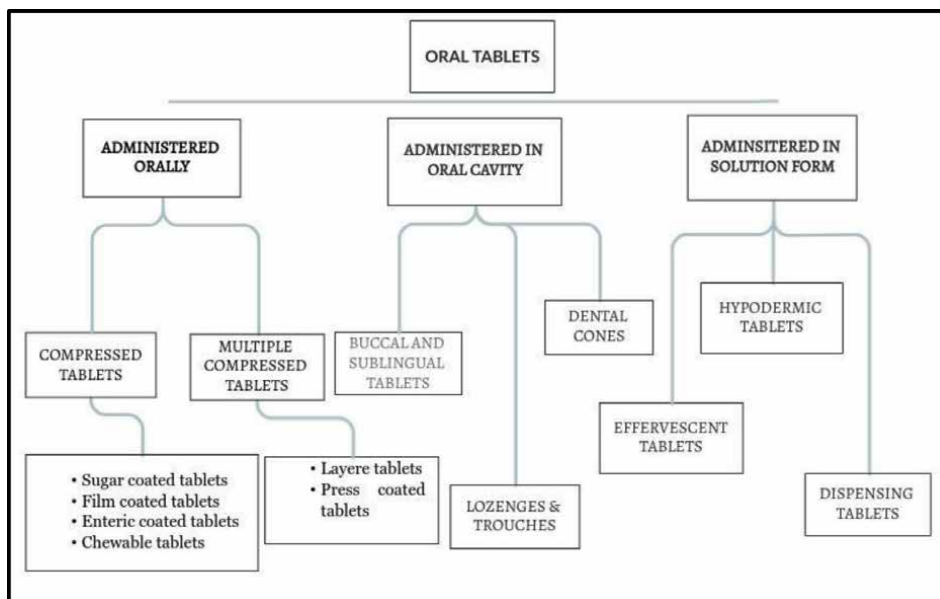 ORAL TABLETS
ADMINISTERED
ORALLY
ADMINISTERED IN
ORAL CAVITY
ADMINSITERED IN
SOLUTION FORM
COMPRESSED
TABLETS
MULTIPLE
COMPRESSED
TABLETS
BUCCAL AND
SUBLINGUAL
TABLETS
DENTAL
CONES
HYPODERMIC
TABLETS
EFFERVESCENT
TABLETS
• Sugar coated tablets
• Film coated tablets
• Enteric coated tablets
• Chewable tablets
• Layere tablets
• Press coated
tablets
LOZENGES &
TROUCHES
DISPENSING
TABLETS